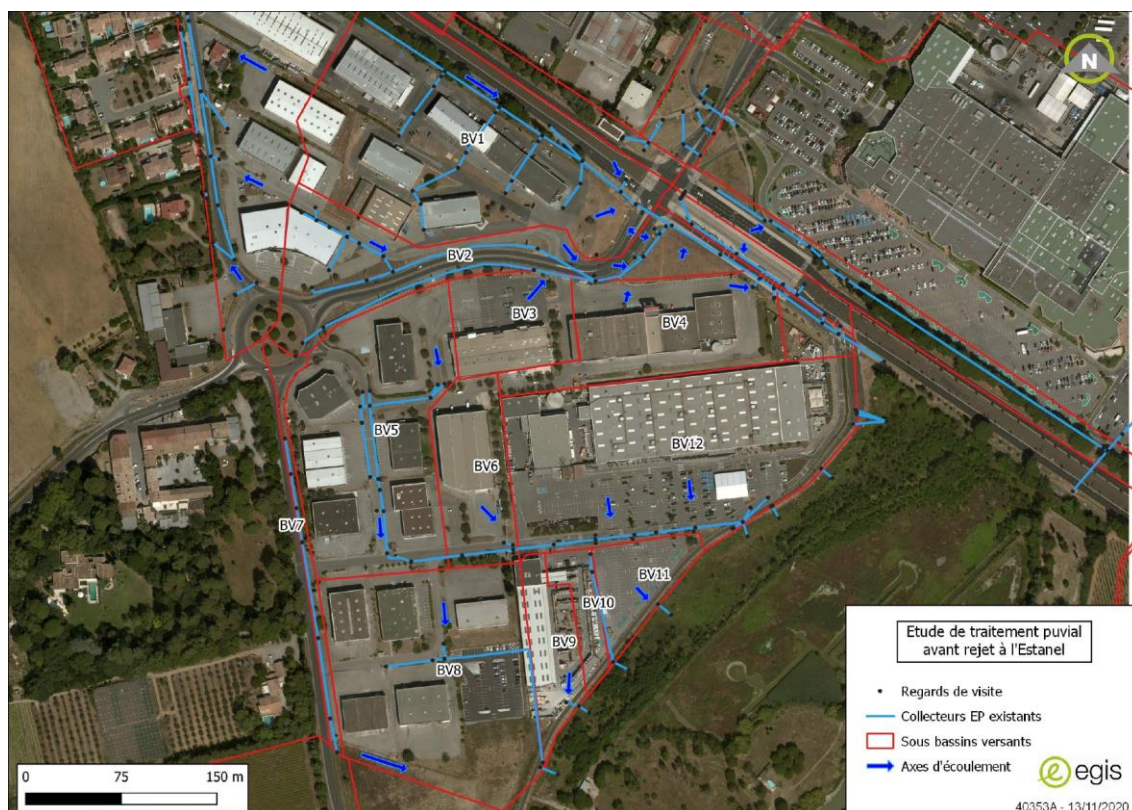 N
BV1
BV2
BV3
BV4
BV5
BV6
BV12
BV7
BV11
BV10
BV9
BV8
Etude de traitement puvial
avant rejet à l'Estanel
Regards de visite
Collecteurs EP existants
Sous bassins versants
Axes d'écoulement
0 75 150 m
egis
40353A - 13/11/2020